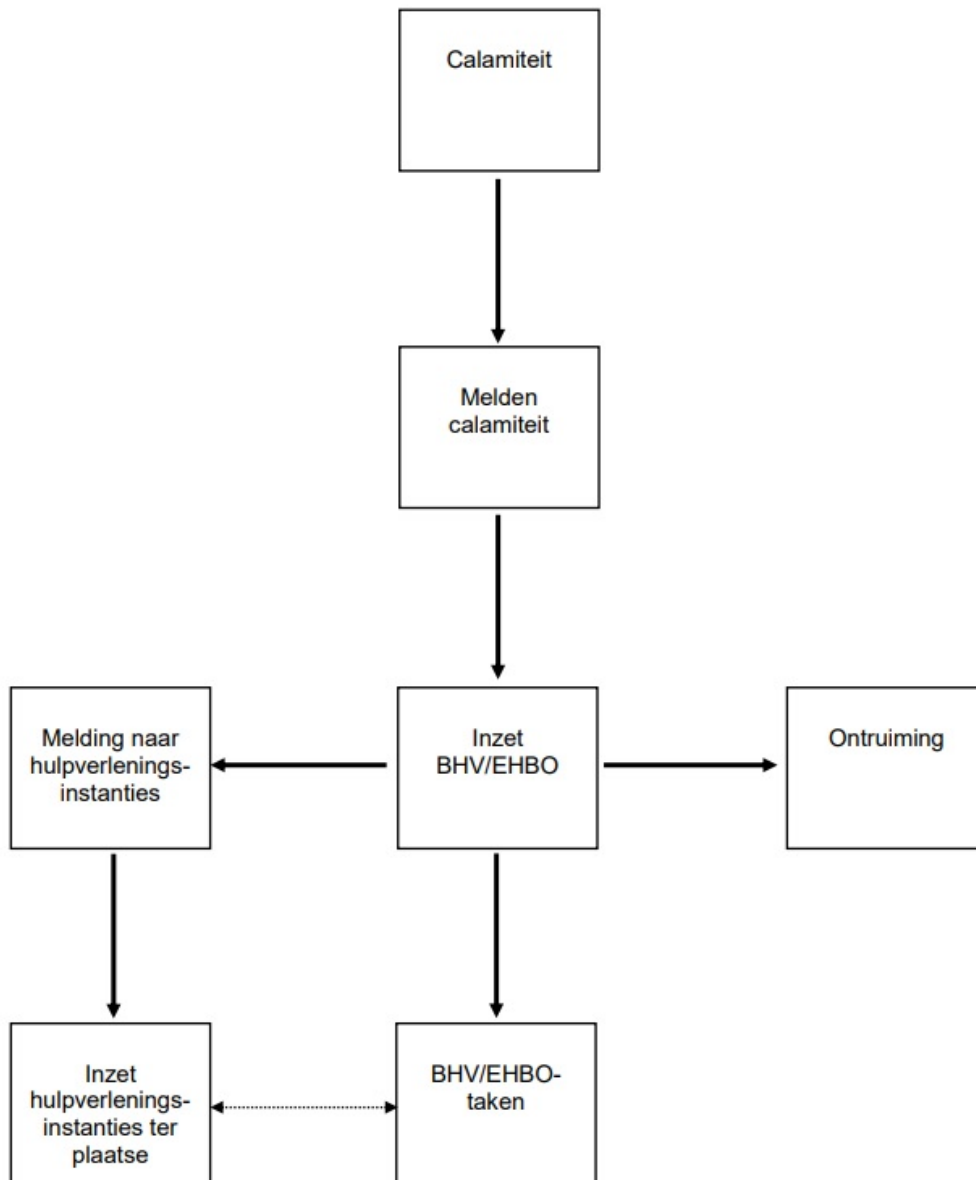 Calamiteit
Melden
calamiteit
Melding naar
hulpverlenings-
instanties
Inzet
BHV/EHBO
Ontruiming
Inzet
hulpverlenings-
instanties ter
plaatse
BHV/EHBO-
taken